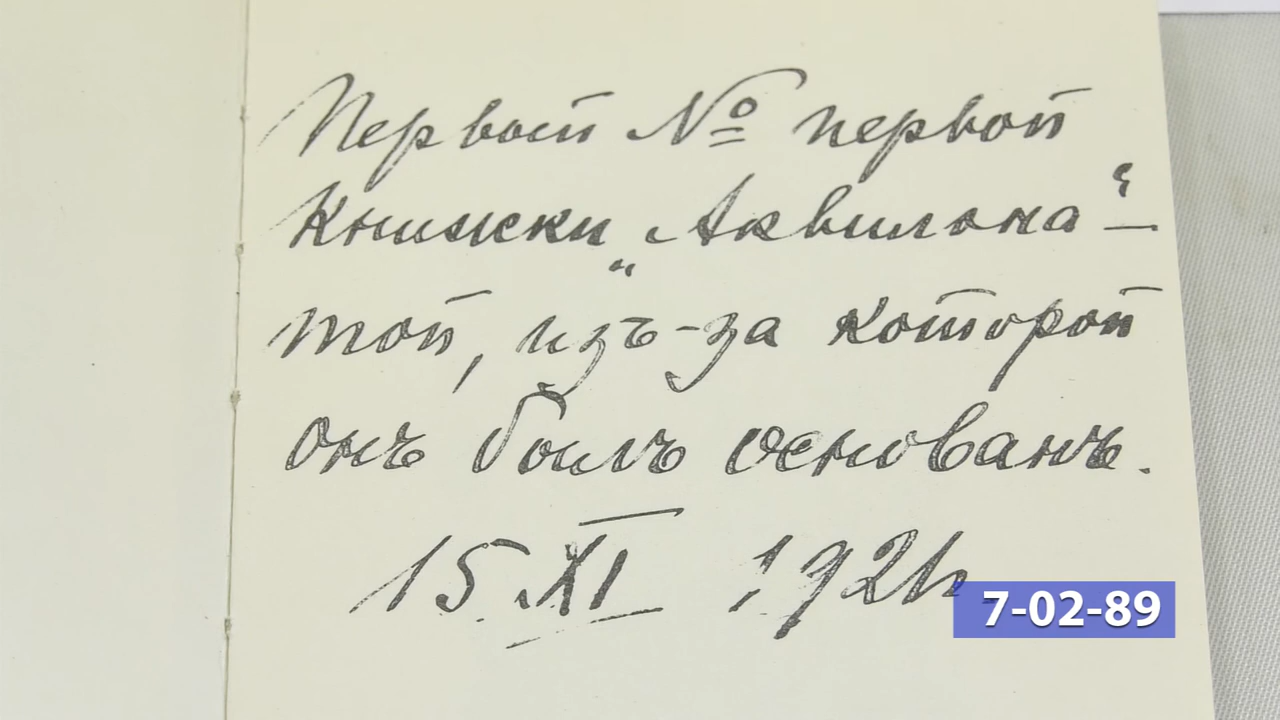 Первой № первой
Книжки „Аквилона“ —
той, изъ-за которой
онъ былъ основанъ.
15 XI 1921
7-02-89